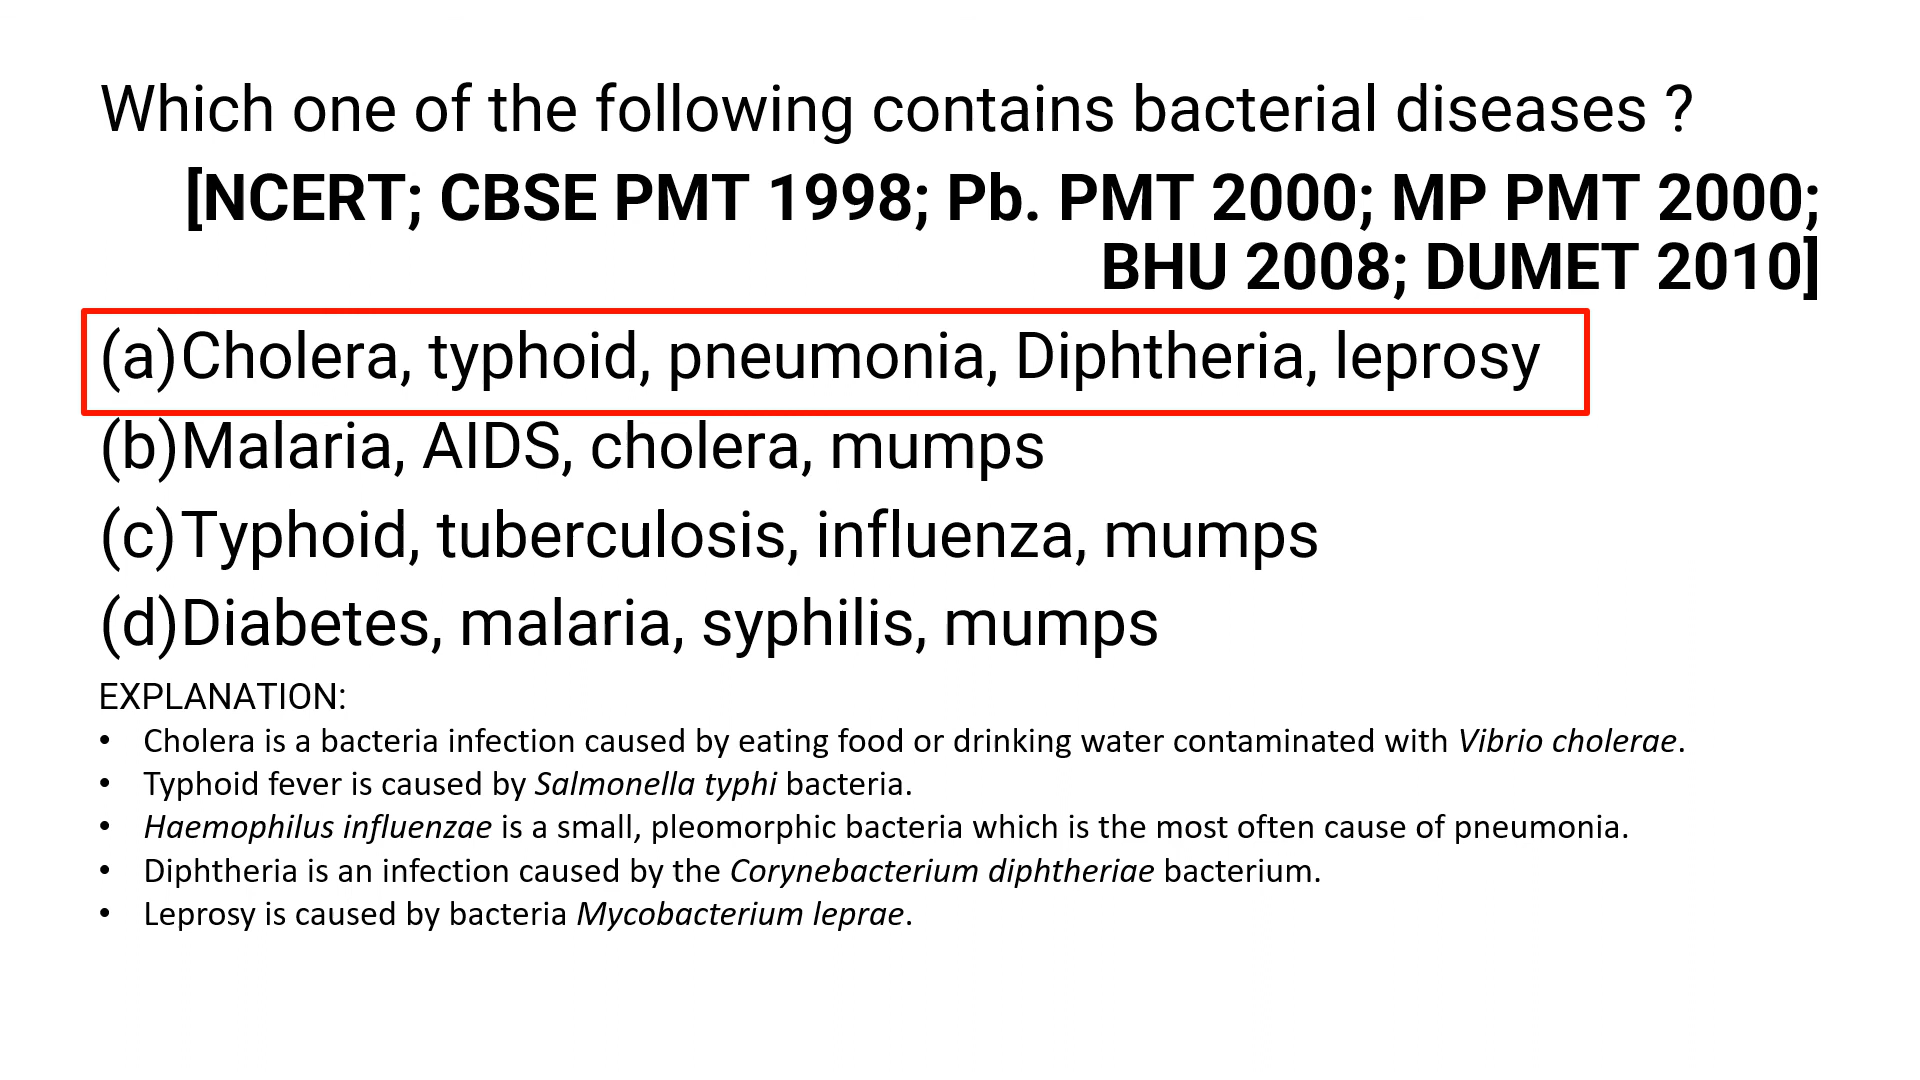 Which one of the following contains bacterial diseases ?
[NCERT; CBSE PMT 1998; Pb. PMT 2000; MP PMT 2000;
BHU 2008; DUMET 2010]
(a)Cholera, typhoid, pneumonia, Diphtheria, leprosy
(b)Malaria, AIDS, cholera, mumps
(c)Typhoid, tuberculosis, influenza, mumps
(d)Diabetes, malaria, syphilis, mumps
EXPLANATION:
• Cholera is a bacteria infection caused by eating food or drinking water contaminated with Vibrio cholerae.
• Typhoid fever is caused by Salmonella typhi bacteria.
• Haemophilus influenzae is a small, pleomorphic bacteria which is the most often cause of pneumonia.
• Diphtheria is an infection caused by the Corynebacterium diphtheriae bacterium.
• Leprosy is caused by bacteria Mycobacterium leprae.